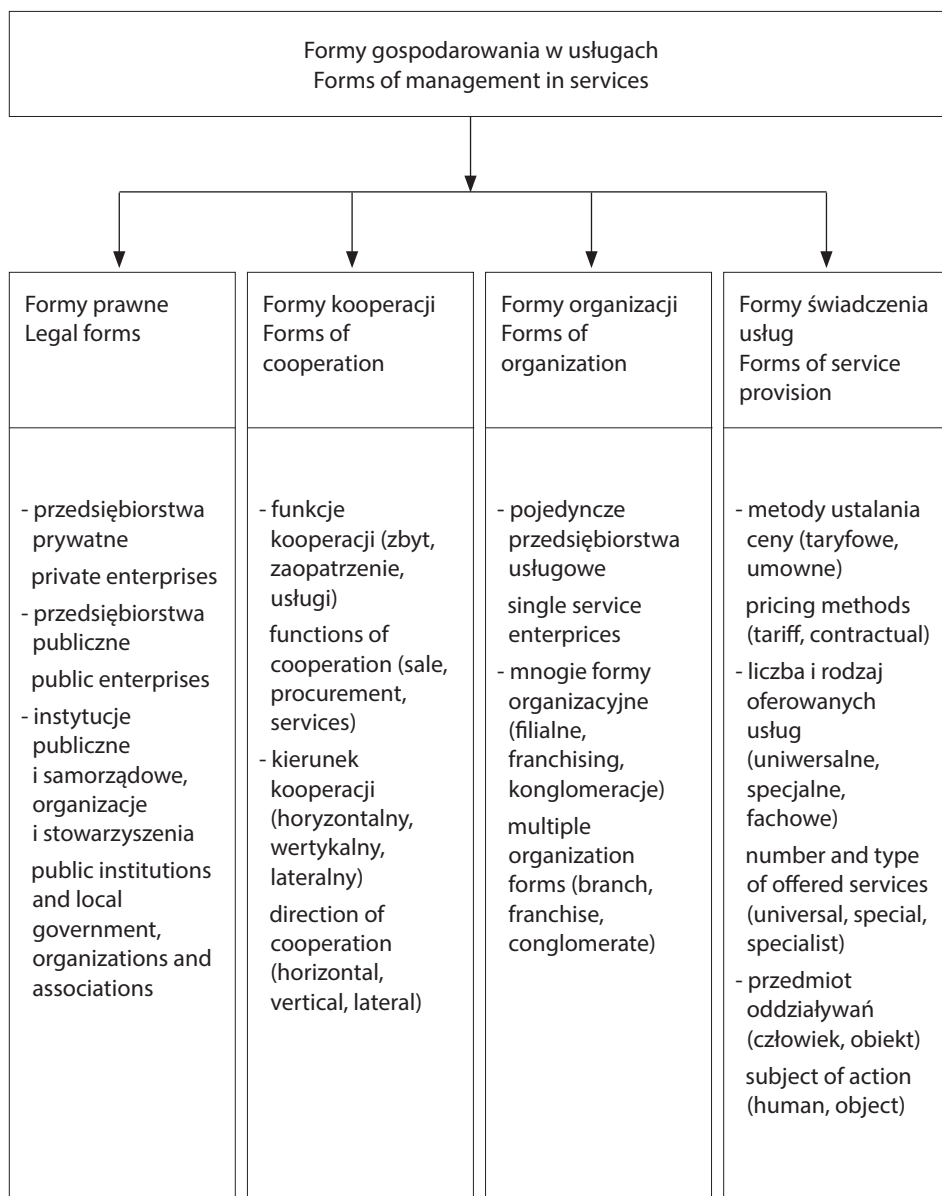 Formy gospodarowania w usługach
Forms of management in services
Formy prawne
Legal forms
- przedsiębiorstwa
prywatne
private enterprises
- przedsiębiorstwa
publiczne
public enterprises
- instytucje
publiczne
i samorządowe,
organizacje
i stowarzyszenia
public institutions
and local
government,
organizations and
associations
Formy kooperacji
Forms of
cooperation
- funkcje
kooperacji (zbyt,
zaopatrzenie,
usługi)
functions of
cooperation (sale,
procurement,
services)
- kierunek
kooperacji
(horyzontalny,
wertykalny,
lateralny)
direction of
cooperation
(horizontal,
vertical, lateral)
Formy organizacji
Forms of
organization
- pojedyncze
przedsiębiorstwa
usługowe
single service
enterprices
- mnogie formy
organizacyjne
(filialne,
franchising,
konglomeracje)
multiple
organization
forms (branch,
franchise,
conglomerate)
Formy świadczenia
usług
Forms of service
provision
- metody ustalania
ceny (taryfowe,
umowne)
pricing methods
(tariff, contractual)
- liczba i rodzaj
oferowanych
usług
(uniwersalne,
specjalne,
fachowe)
number and type
of offered services
(universal, special,
specialist)
- przedmiot
oddziaływań
(człowiek, obiekt)
subject of action
(human, object)